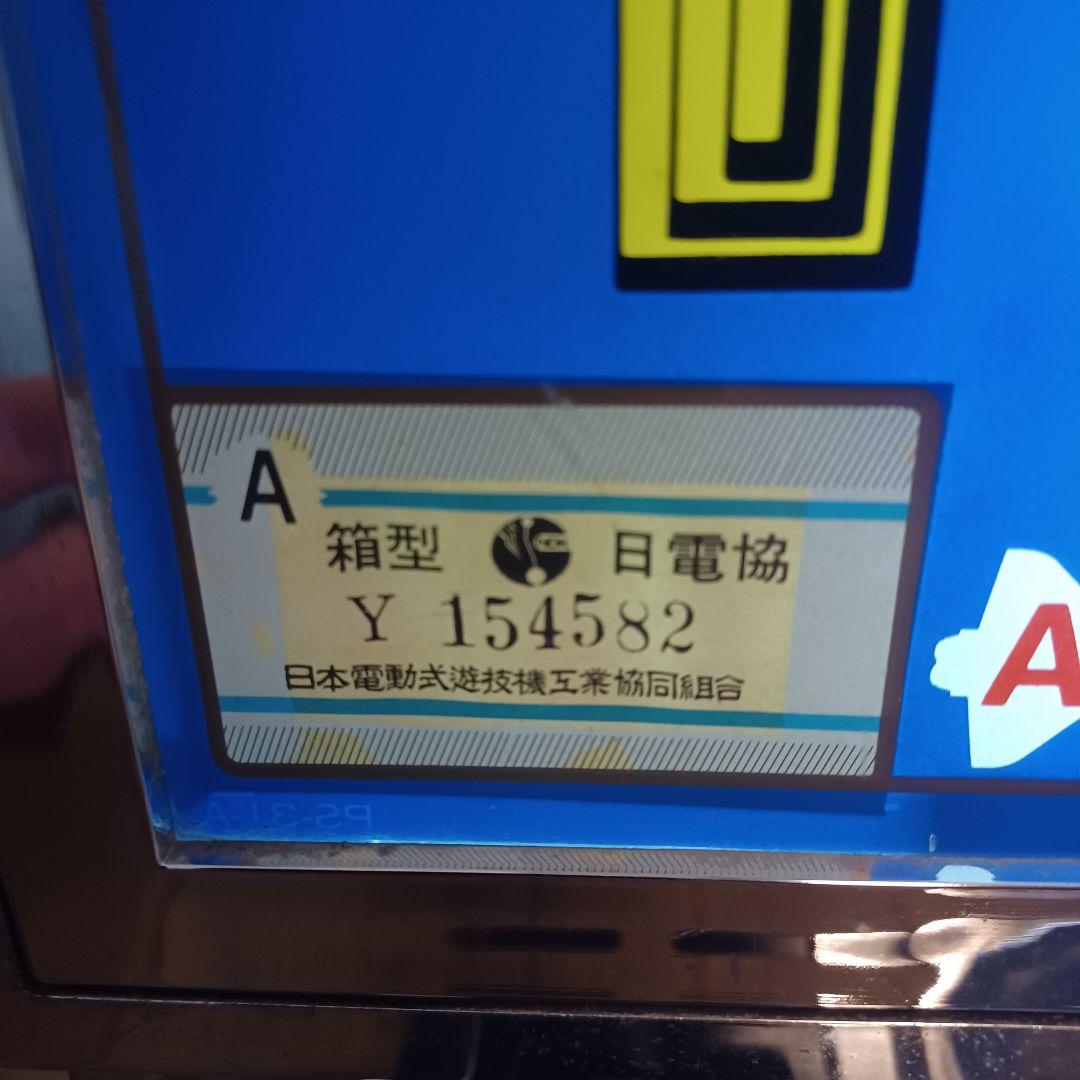 A
箱型 日電協
Y 154582
日本電動式遊技機工業協同組合
A
PS-31-A